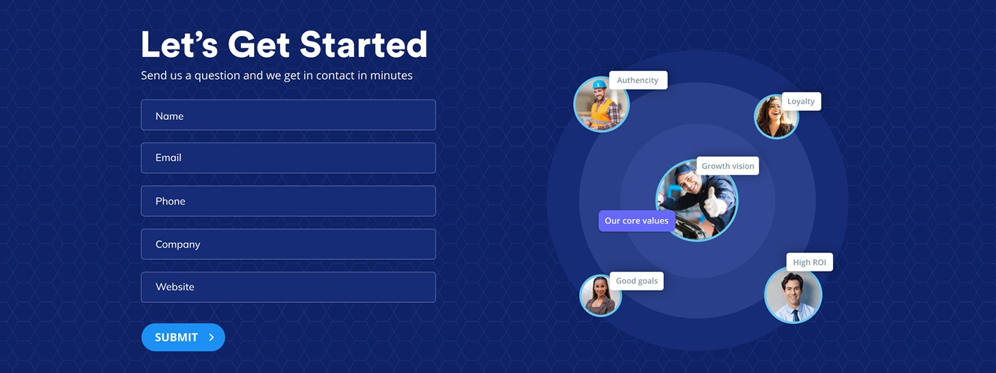 Let's Get Started
Send us a question and we get in contact in minutes
Name
Email
Phone
Company
Website
SUBMIT
Authencity
Loyalty
Growth vision
Our core values
High ROI
Good goals